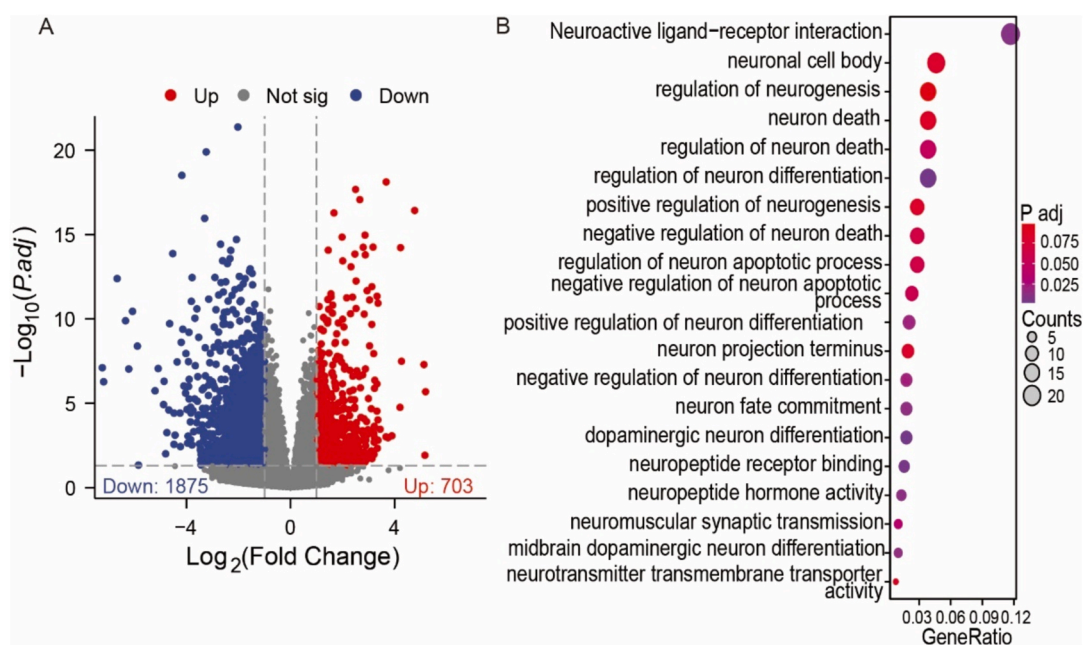 A
Up Not sig Down
20
15
10
5
0
−Log10(P.adj)
Down: 1875
Up: 703
−4 0 4
Log2(Fold Change)
B
Neuroactive ligand−receptor interaction
neuronal cell body
regulation of neurogenesis
neuron death
regulation of neuron death
regulation of neuron differentiation
positive regulation of neurogenesis
negative regulation of neuron death
regulation of neuron apoptotic process
negative regulation of neuron apoptotic
process
positive regulation of neuron differentiation
neuron projection terminus
negative regulation of neuron differentiation
neuron fate commitment
dopaminergic neuron differentiation
neuropeptide receptor binding
neuropeptide hormone activity
neuromuscular synaptic transmission
midbrain dopaminergic neuron differentiation
neurotransmitter transmembrane transporter
activity
0.03 0.06 0.09 0.12
GeneRatio
P adj
0.075
0.050
0.025
Counts
5
10
15
20